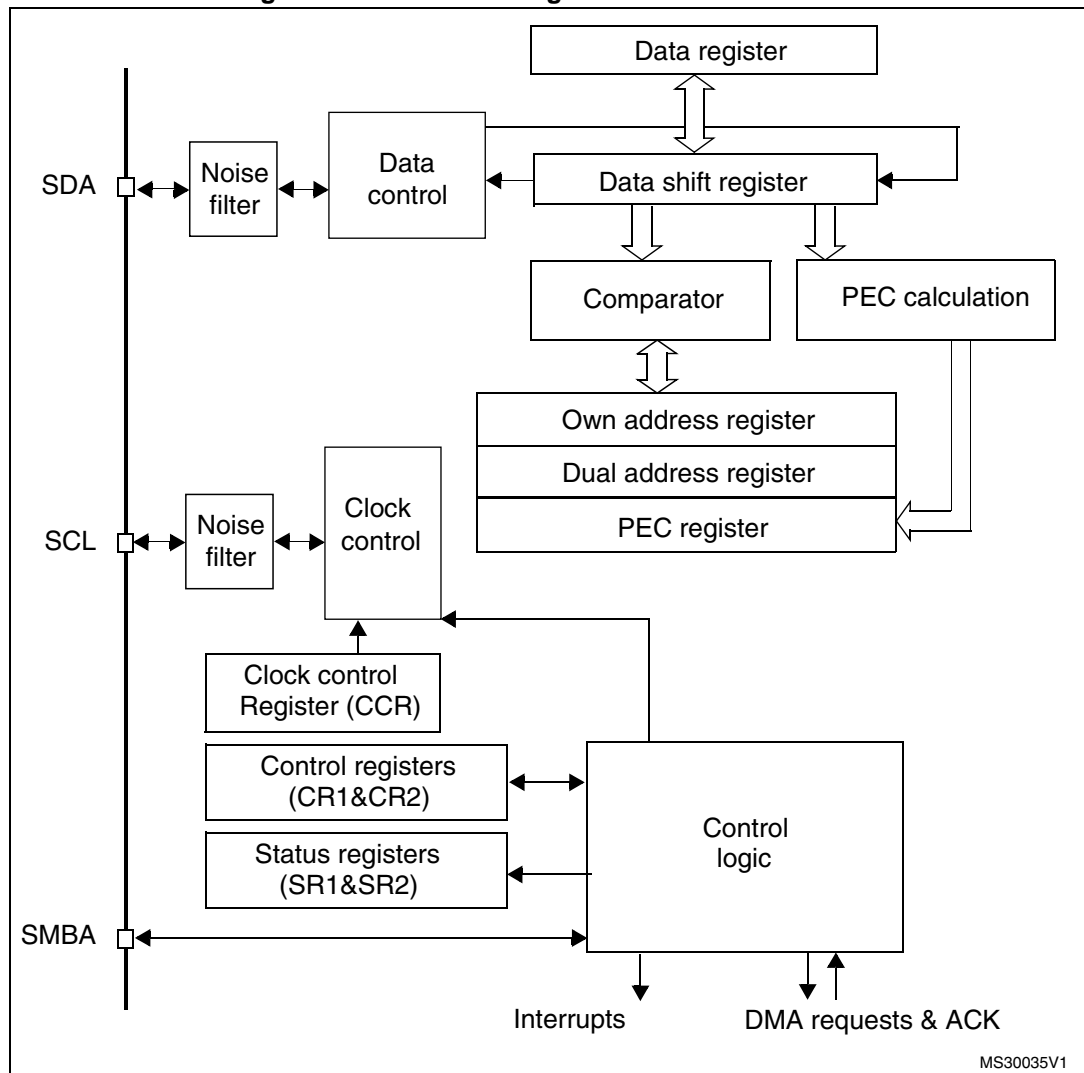 Data register
Data
control
Noise
filter
SDA
Data shift register
Comparator
PEC calculation
Own address register
Dual address register
PEC register
Clock
control
Noise
filter
SCL
Clock control
Register (CCR)
Control registers
(CR1&CR2)
Control
logic
Status registers
(SR1&SR2)
SMBA
Interrupts
DMA requests & ACK
MS30035V1